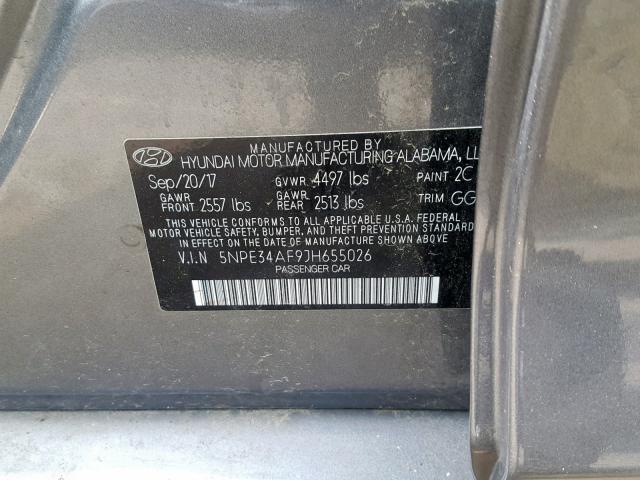 MANUFACTURED BY
HYUNDAI MOTOR MANUFACTURING ALABAMA, LL
Sep/20/17 GVWR 4497 lbs PAINT 2C
GAWR FRONT 2557 lbs GAWR REAR 2513 lbs TRIM GG
THIS VEHICLE CONFORMS TO ALL APPLICABLE U.S.A. FEDERAL
MOTOR VEHICLE SAFETY, BUMPER, AND THEFT PREVENTION
STANDARDS IN EFFECT ON THE DATE OF MANUFACTURE SHOWN ABOVE.
V.I.N 5NPE34AF9JH655026
PASSENGER CAR